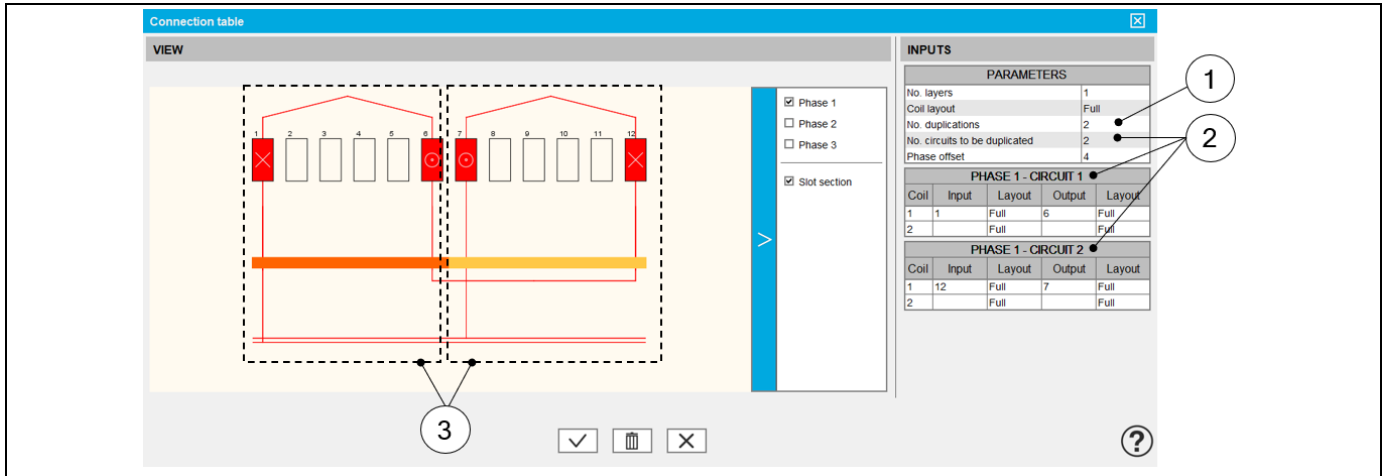 Connection table
VIEW
INPUTS
PARAMETERS
No. layers 1
Coil layout Full
No. duplications 2
No. circuits to be duplicated 2
Phase offset 4
1
2
Phase 1
Phase 2
Phase 3
Slot section
1 2 3 4 5 6 7 8 9 10 11 12
>
PHASE 1 - CIRCUIT 1
Coil Input Layout Output Layout
1 1 Full 6 Full
2 Full Full
PHASE 1 - CIRCUIT 2
Coil Input Layout Output Layout
1 12 Full 7 Full
2 Full Full
3
?